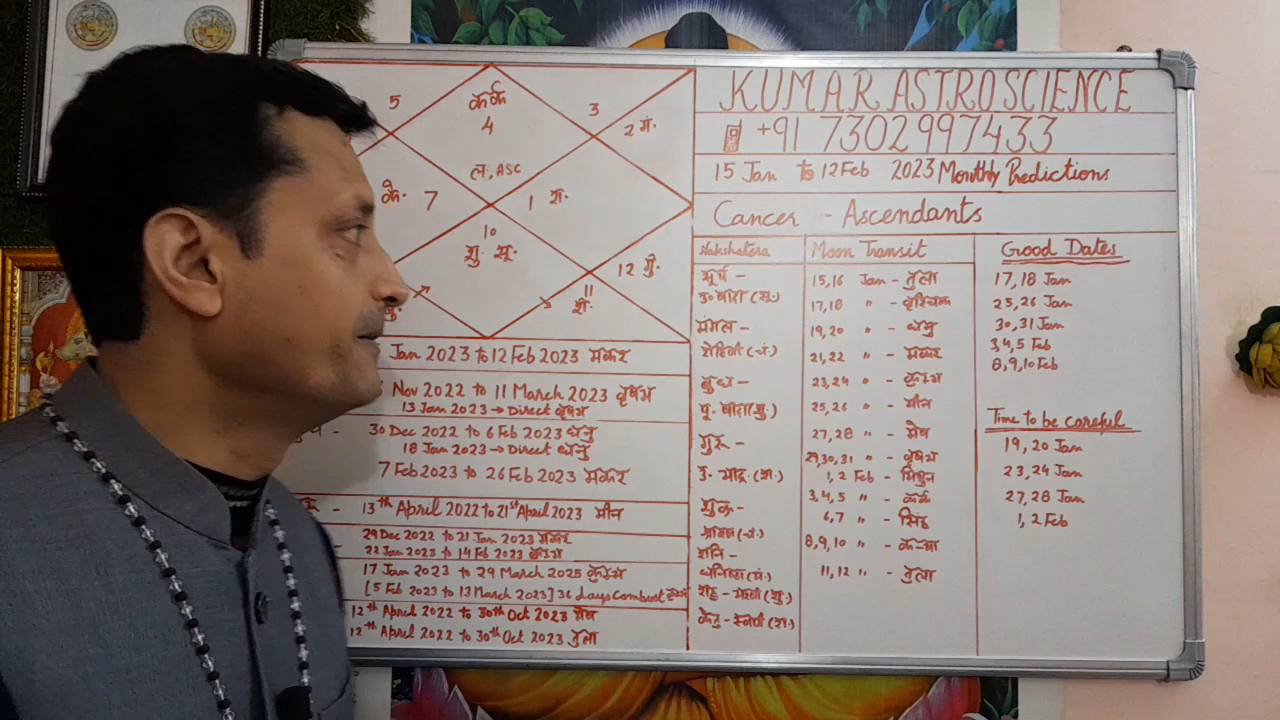 KUMAR ASTROSCIENCE
+91 7302997433
15 Jan to 12 Feb 2023 Monthly Predictions
Cancer - Ascendants
5
कर्क
4
3
2 मं.
ल., ASC
के. 7
1 रा.
10
शु. सू.
12 गु.
11
श.
बु.
Jan 2023 to 12 Feb 2023 मकर
Nov 2022 to 11 March 2023 वृषभ
13 Jan 2023 → Direct वृषभ
30 Dec 2022 to 6 Feb 2023 धनु
18 Jan 2023 → Direct धनु
7 Feb 2023 to 26 Feb 2023 मकर
13th April 2022 to 21st April 2023 मीन
29 Dec 2022 to 21 Jan 2023 मकर
22 Jan 2023 to 14 Feb 2023 कुंभ
17 Jan 2023 to 29 March 2025 कुंभ
[5 Feb 2023 to 13 March 2023] 36 days Combust
12th April 2022 to 30th Oct 2023 मेष
12th April 2022 to 30th Oct 2023 तुला
Nakshatera
सूर्य -
उ. षाढा (सू.)
मंगल -
रोहिणी (चं.)
बुध -
पू. षाढा (शु.)
गुरू -
उ. भाद्र. (श.)
शुक्र -
श्रवण (चं.)
शनि -
धनिष्ठा (मं.)
राहु - भरणी (शु.)
केतु - स्वाती (रा.)
Moon Transit
15, 16 Jan - तुला
17, 18 " - वृश्चिक
19, 20 " - धनु
21, 22 " - मकर
23, 24 " - कुंभ
25, 26 " - मीन
27, 28 " - मेष
29, 30, 31 " - वृषभ
1, 2 Feb - मिथुन
3, 4, 5 " - कर्क
6, 7 " - सिंह
8, 9, 10 " - कन्या
11, 12 " - तुला
Good Dates
17, 18 Jan
25, 26 Jan
30, 31 Jan
3, 4, 5 Feb
8, 9, 10 Feb
Time to be careful
19, 20 Jan
23, 24 Jan
27, 28 Jan
1, 2 Feb